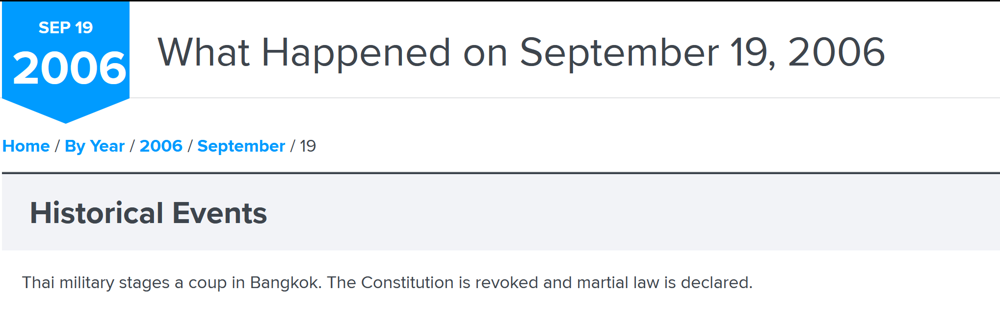 SEP 19
2006
What Happened on September 19, 2006
Home / By Year / 2006 / September / 19
Historical Events
Thai military stages a coup in Bangkok. The Constitution is revoked and martial law is declared.